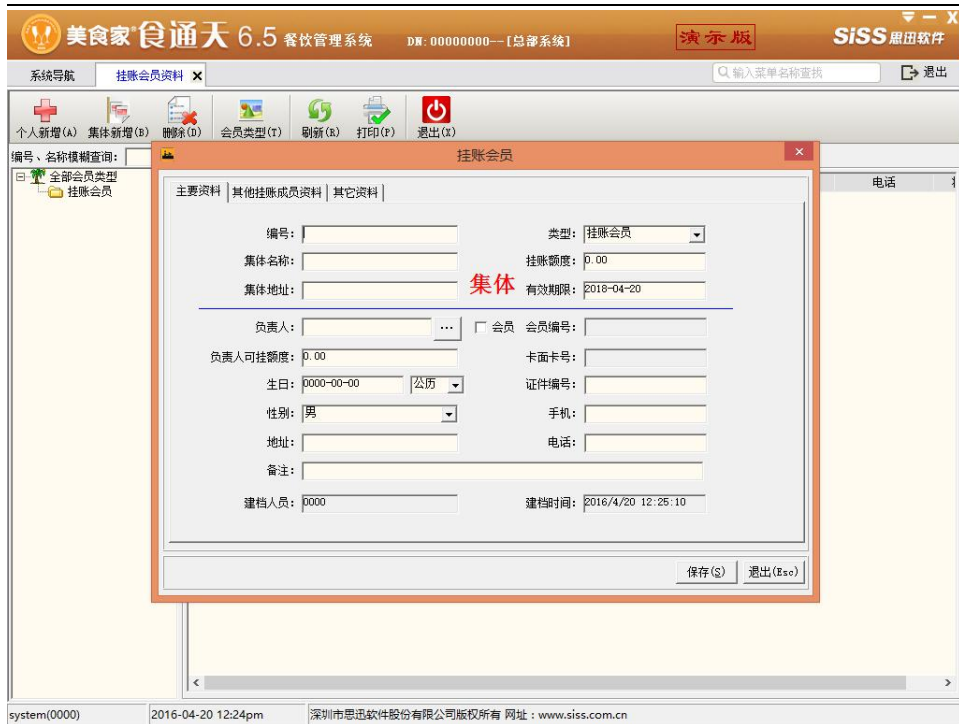 美食家 食通天 6.5 餐饮管理系统 DN:00000000--[总部系统] 演示版 SISS 思迅软件
系统导航 挂账会员资料 X 输入菜单名称查找 退出
个人新增(A) 集体新增(B) 删除(D) 会员类型(T) 刷新(R) 打印(P) 退出(X)
编号、名称模糊查询:
挂账会员
全部会员类型
挂账会员
电话
主要资料 其他挂账成员资料 其它资料
编号: 类型: 挂账会员
集体名称: 挂账额度: 0.00
集体地址: 集体 有效期限: 2018-04-20
负责人: ... 会员 会员编号:
负责人可挂额度: 0.00 卡面卡号:
生日: 0000-00-00 公历 证件编号:
性别: 男 手机:
地址: 电话:
备注:
建档人员: 0000 建档时间: 2016/4/20 12:25:10
保存(S) 退出(Esc)
system(0000) 2016-04-20 12:24pm 深圳市思迅软件股份有限公司版权所有 网址:www.siss.com.cn